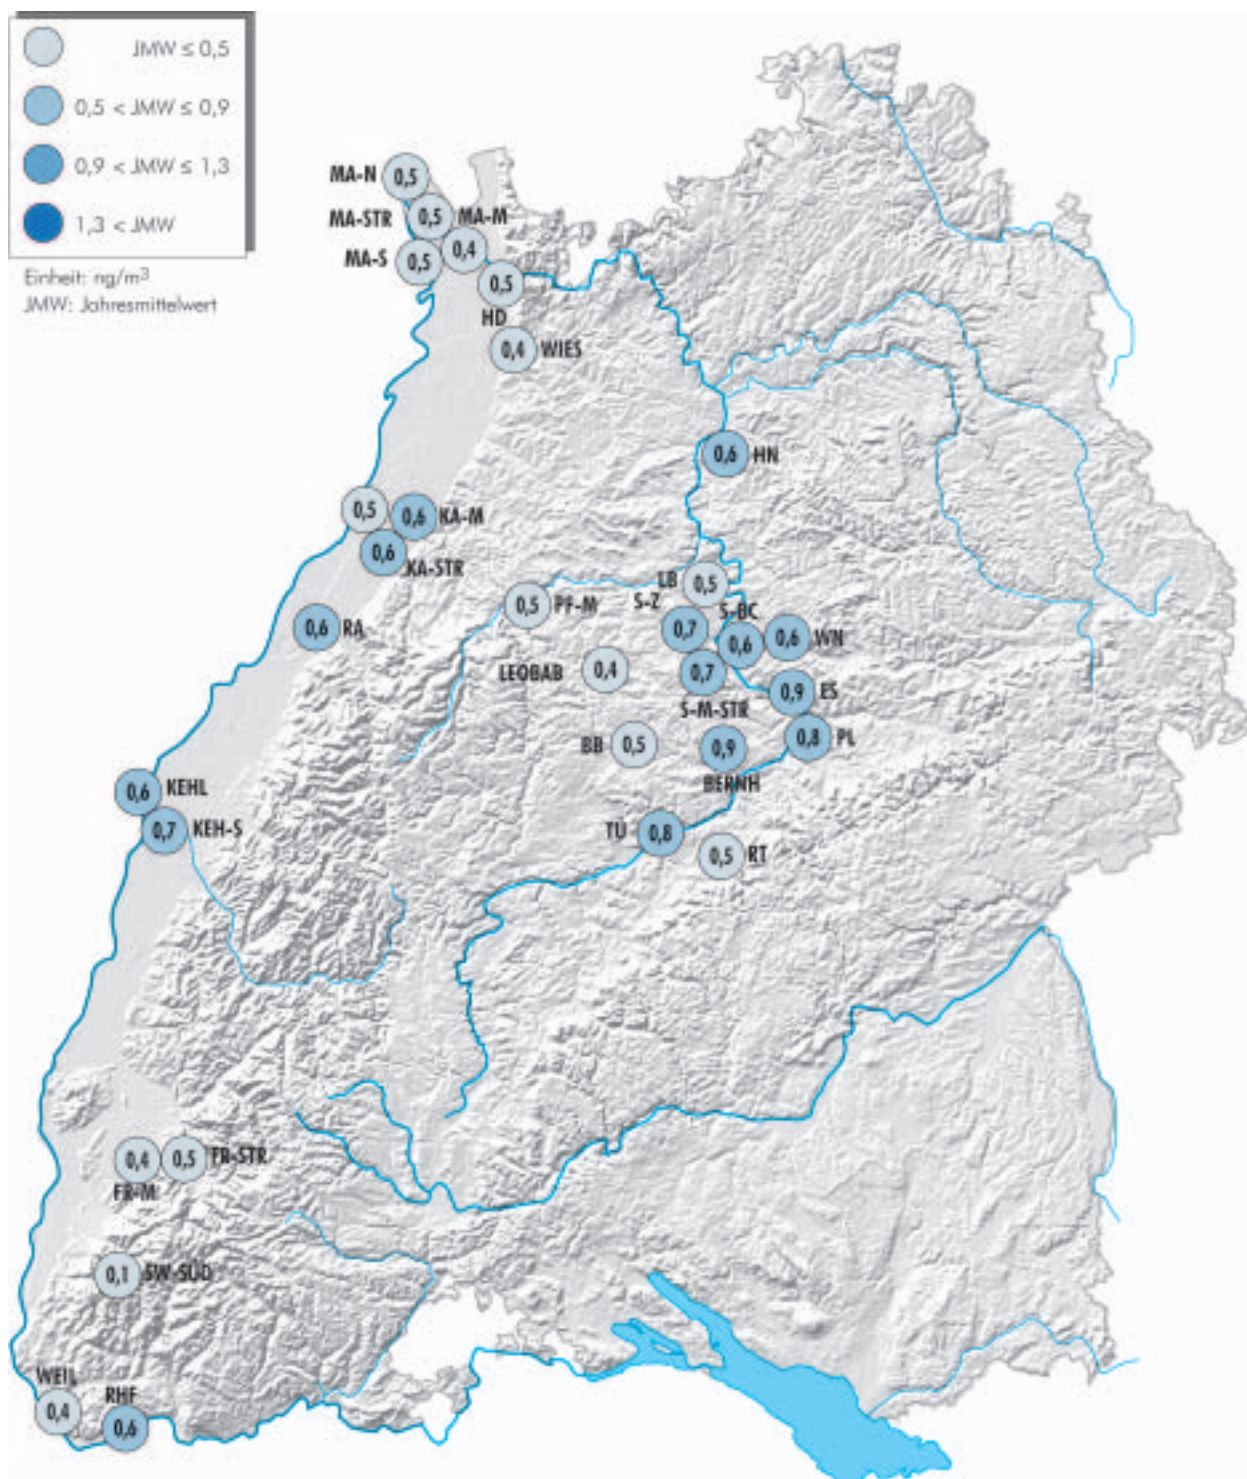 JMW ≤ 0,5
0,5 < JMW ≤ 0,9
0,9 < JMW ≤ 1,3
1,3 < JMW
Einheit: ng/m³
JMW: Jahresmittelwert
MA-N 0,5
MA-STR 0,5 MA-M
0,4
MA-S 0,5
0,5
HD
0,4 WIES
0,6 HN
0,5
0,6 KA-M
0,6
KA-STR
LB 0,5
0,5 PF-M
S-Z
S-BC
0,6 RA
0,7
0,6
0,6 WN
LEOBAB 0,4
0,7
S-M-STR
0,9 ES
BB 0,5
0,9
BERNH
0,8 PL
0,6 KEHL
0,7 KEH-S
TÜ 0,8
0,5 RT
0,4
FR-M
0,5 FR-STR
0,1 SW-SÜD
WEIL
0,4
RHF
0,6